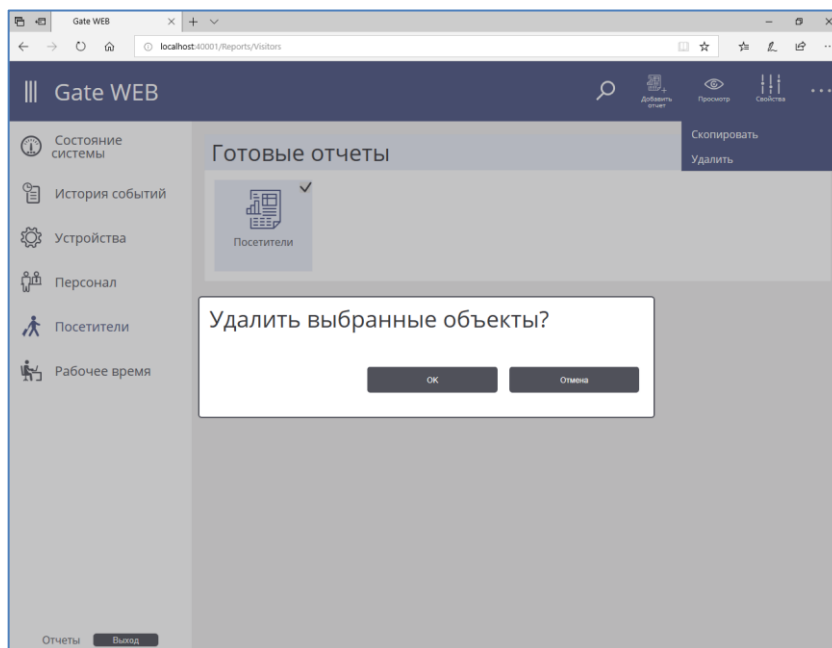 Gate WEB
localhost:40001/Reports/Visitors
Gate WEB
Добавить
отчет
Просмотр
Свойства
Скопировать
Удалить
Состояние
системы
История событий
Устройства
Персонал
Посетители
Рабочее время
Готовые отчеты
Посетители
Удалить выбранные объекты?
OK
Отмена
Отчеты
Выход